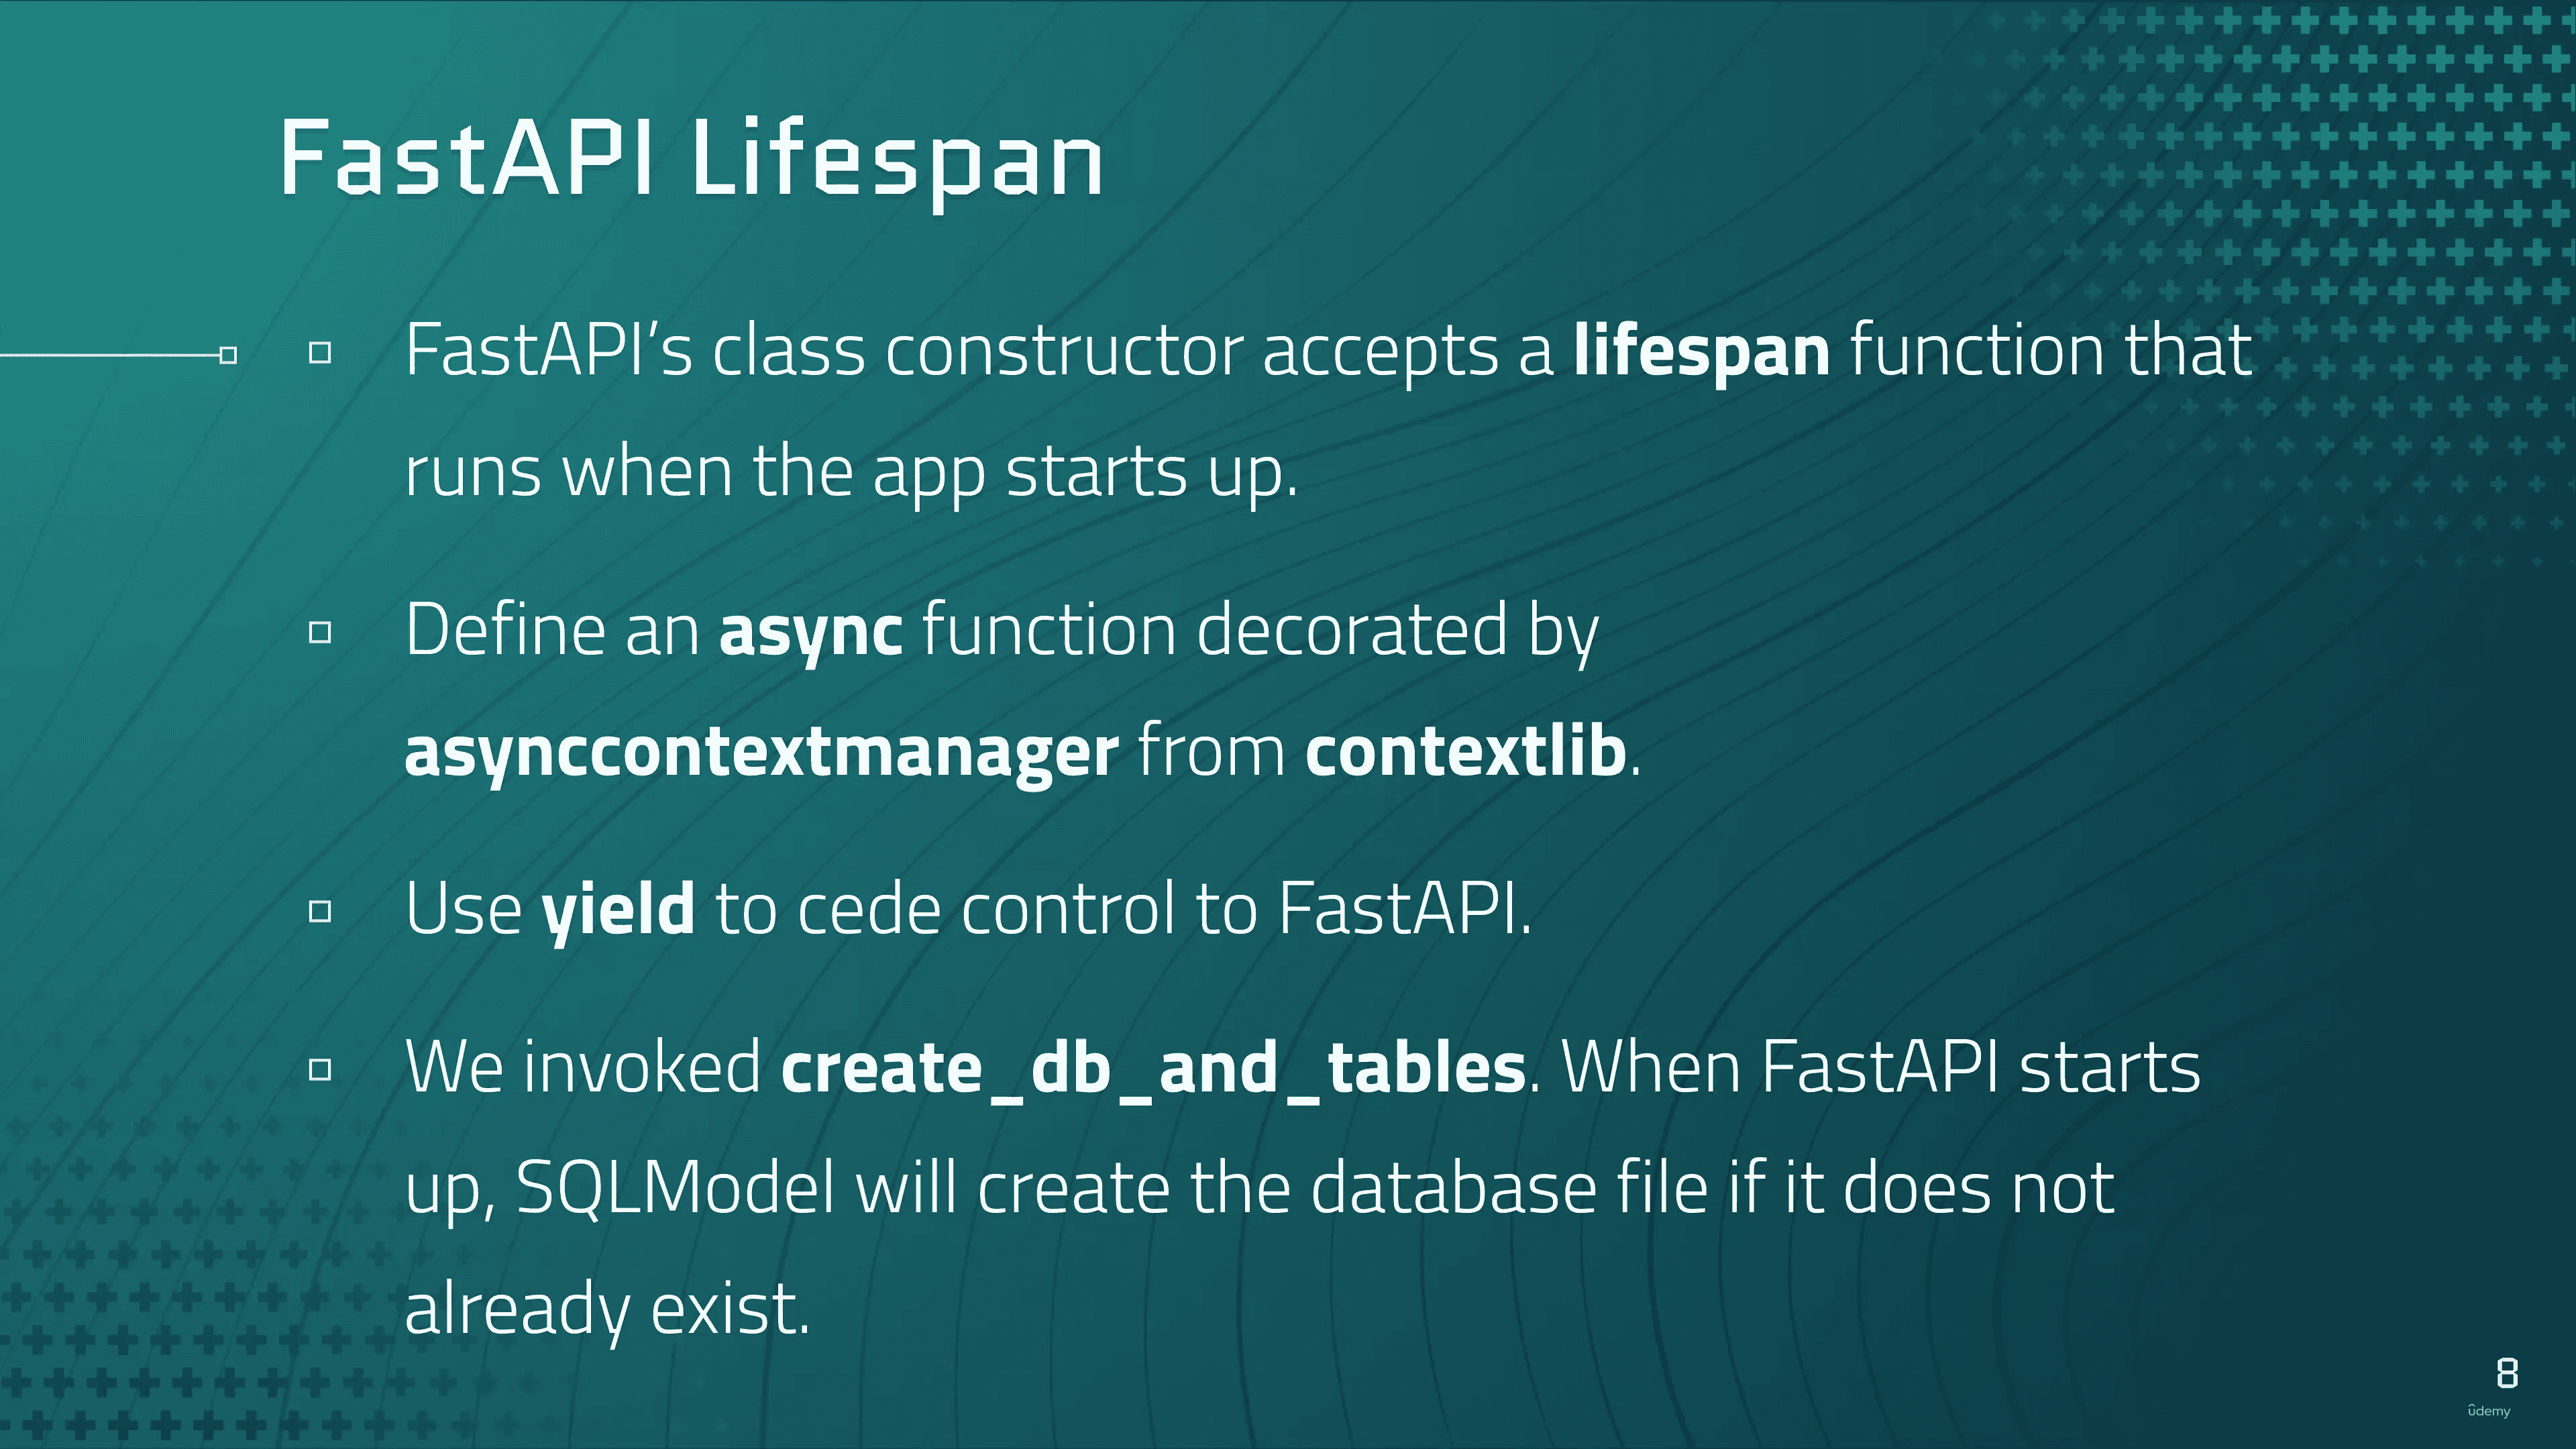 FastAPI Lifespan
FastAPI’s class constructor accepts a lifespan function that
runs when the app starts up.
Define an async function decorated by
asynccontextmanager from contextlib.
Use yield to cede control to FastAPI.
We invoked create_db_and_tables. When FastAPI starts
up, SQLModel will create the database file if it does not
already exist.
8
ûdemy